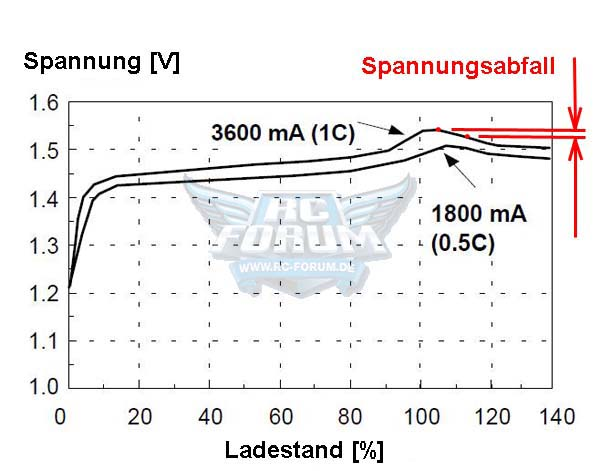 Spannung [V]
Spannungsabfall
1.6
3600 mA (1C)
1.5
1.4
1800 mA
(0.5C)
RC
FORUM
WWW.RC-FORUM.DE
1.3
1.2
1.1
1.0
0 20 40 60 80 100 120 140
Ladestand [%]